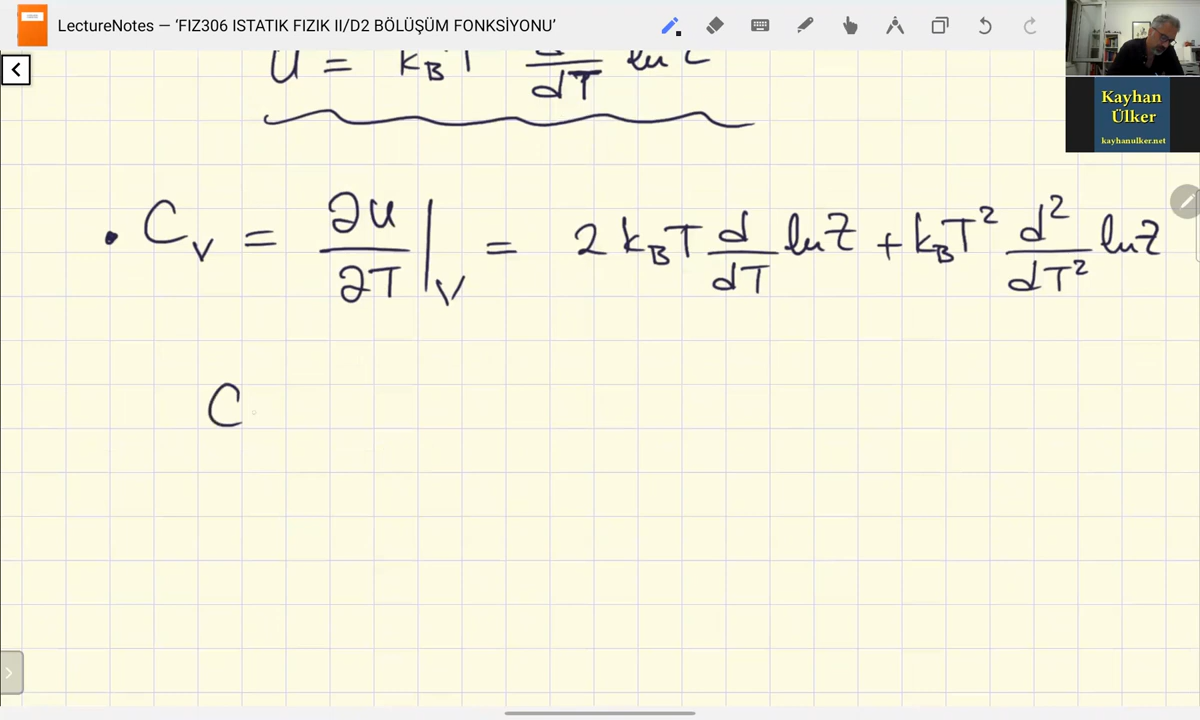 LectureNotes — ‘FIZ306 ISTATIK FIZIK II/D2 BÖLÜŞÜM FONKSİYONU’
Kayhan
Ülker
kayhanulker.net
U = k_B T d/dT ln Z
• C_V = ∂U/∂T |_V = 2 k_B T d/dT ln Z + k_B T² d²/dT² ln Z
C